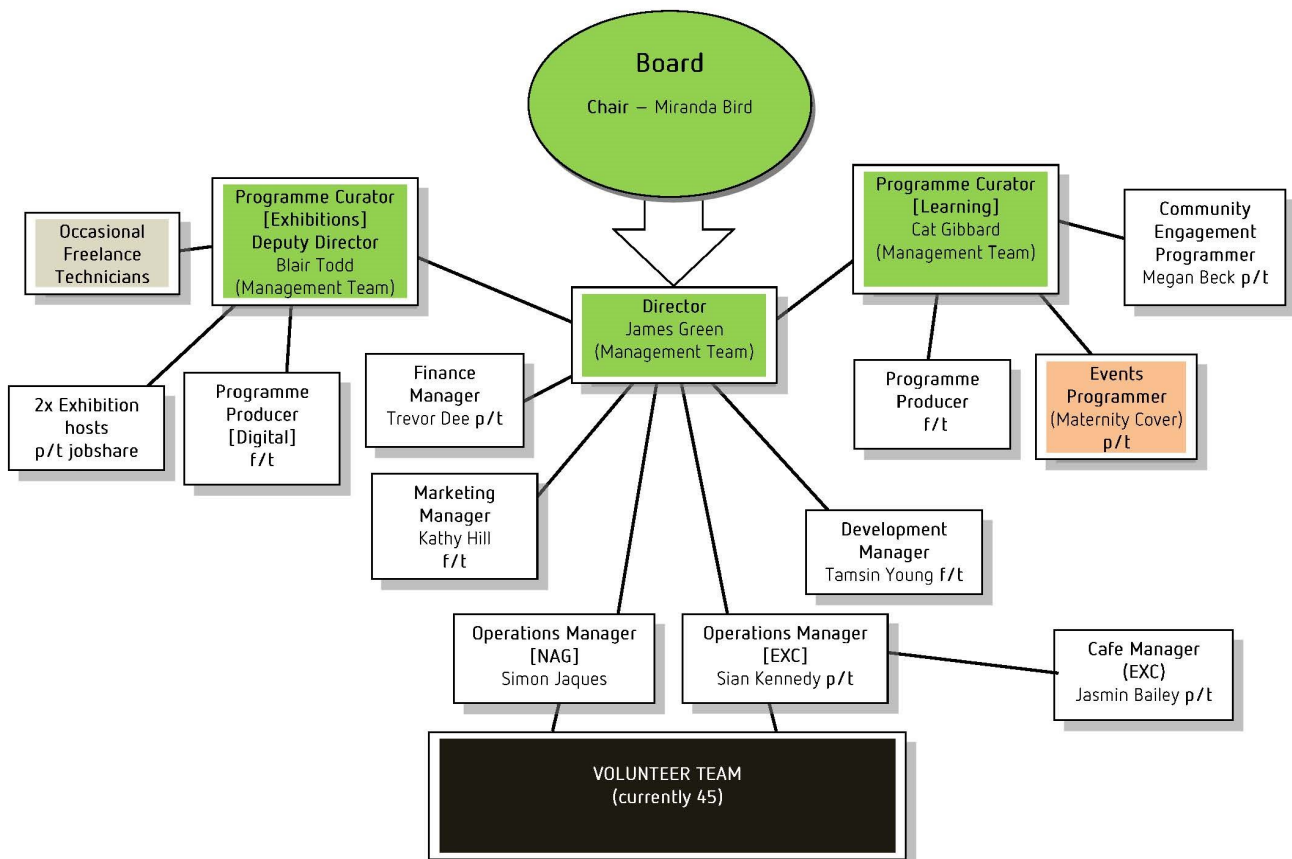 Board
Chair – Miranda Bird
Programme Curator
[Exhibitions]
Deputy Director
Blair Todd
(Management Team)
Programme Curator
[Learning]
Cat Gibbard
(Management Team)
Community
Engagement
Programmer
Megan Beck p/t
Occasional
Freelance
Technicians
Director
James Green
(Management Team)
Finance
Manager
Trevor Dee p/t
Programme
Producer
f/t
Events
Programmer
(Maternity Cover)
p/t
2x Exhibition
hosts
p/t jobshare
Programme
Producer
[Digital]
f/t
Marketing
Manager
Kathy Hill
f/t
Development
Manager
Tamsin Young f/t
Operations Manager
[NAG]
Simon Jaques
Operations Manager
[EXC]
Sian Kennedy p/t
Cafe Manager
(EXC)
Jasmin Bailey p/t
VOLUNTEER TEAM
(currently 45)